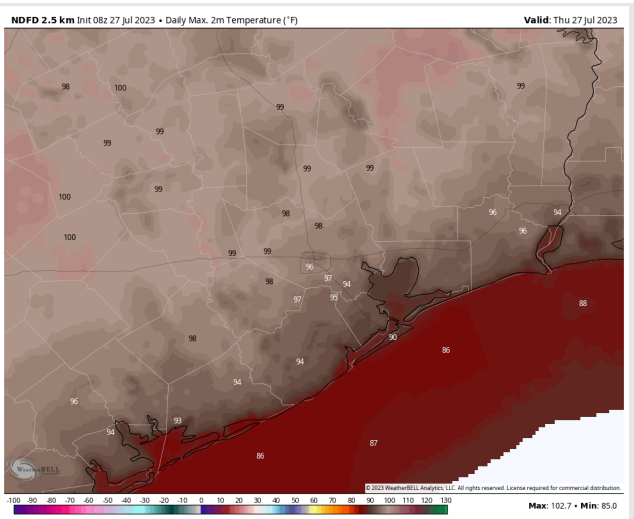 NDFD 2.5 km Init 08z 27 Jul 2023 • Daily Max. 2m Temperature (°F) Valid: Thu 27 Jul 2023
98 100 99
99
99 99
99 99
99
100
98 96 94
98 96
100
99 99
96
98 97 94
97 95 88
98 90
86
94
94
96
93
94
87
86
WeatherBELL
© 2023 WeatherBELL Analytics, LLC. All rights reserved. License required for commercial distribution.
-100 -90 -80 -70 -60 -50 -40 -30 -20 -10 0 10 20 30 40 50 60 70 80 90 100 110 120 130
Max: 102.7 • Min: 85.0